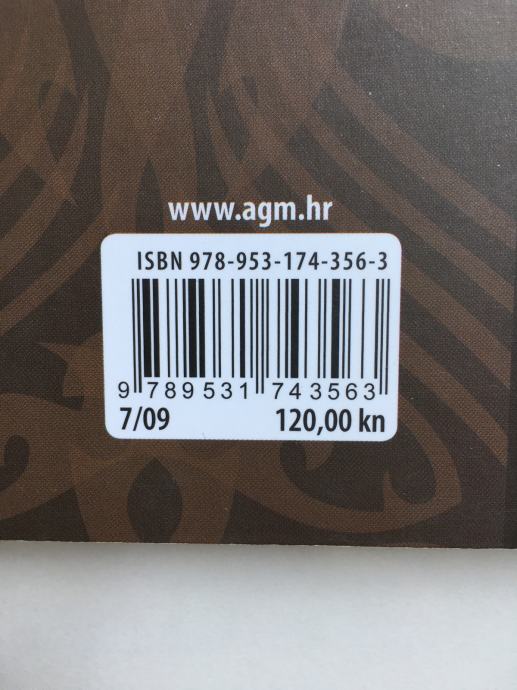 www.agm.hr
ISBN 978-953-174-356-3
9 789531 743563
7/09 120,00 kn